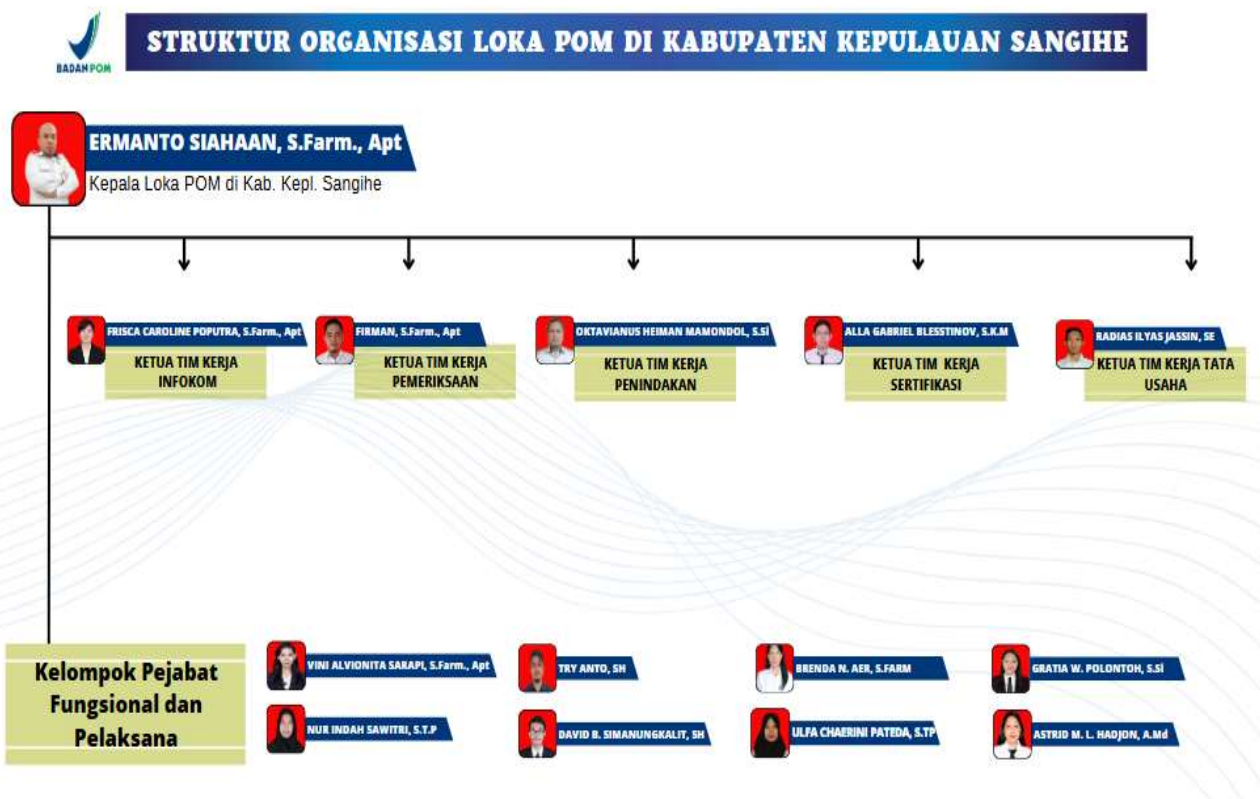 BADAN POM
STRUKTUR ORGANISASI LOKA POM DI KABUPATEN KEPULAUAN SANGIHE
ERMANTO SIAHAAN, S.Farm., Apt
Kepala Loka POM di Kab. Kepl. Sangihe
FRISCA CAROLINE POPUTRA, S.Farm., Apt
KETUA TIM KERJA
INFOKOM
FIRMAN, S.Farm., Apt
KETUA TIM KERJA
PEMERIKSAAN
OKTAVIANUS HEIMAN MAMONDOL, S.Si
KETUA TIM KERJA
PENINDAKAN
ALLA GABRIEL BLESSTINOV, S.K.M
KETUA TIM KERJA
SERTIFIKASI
RADIAS ILYAS JASSIN, SE
KETUA TIM KERJA TATA
USAHA
Kelompok Pejabat
Fungsional dan
Pelaksana
VINI ALVIONITA SARAPI, S.Farm., Apt
TRY ANTO, SH
BRENDA N. AER, S.FARM
GRATIA W. POLONTOH, S.Si
NUR INDAH SAWITRI, S.T.P
DAVID B. SIMANUNGKALIT, SH
ULFA CHAERINI PATEDA, S.TP
ASTRID M. L. HADJON, A.Md